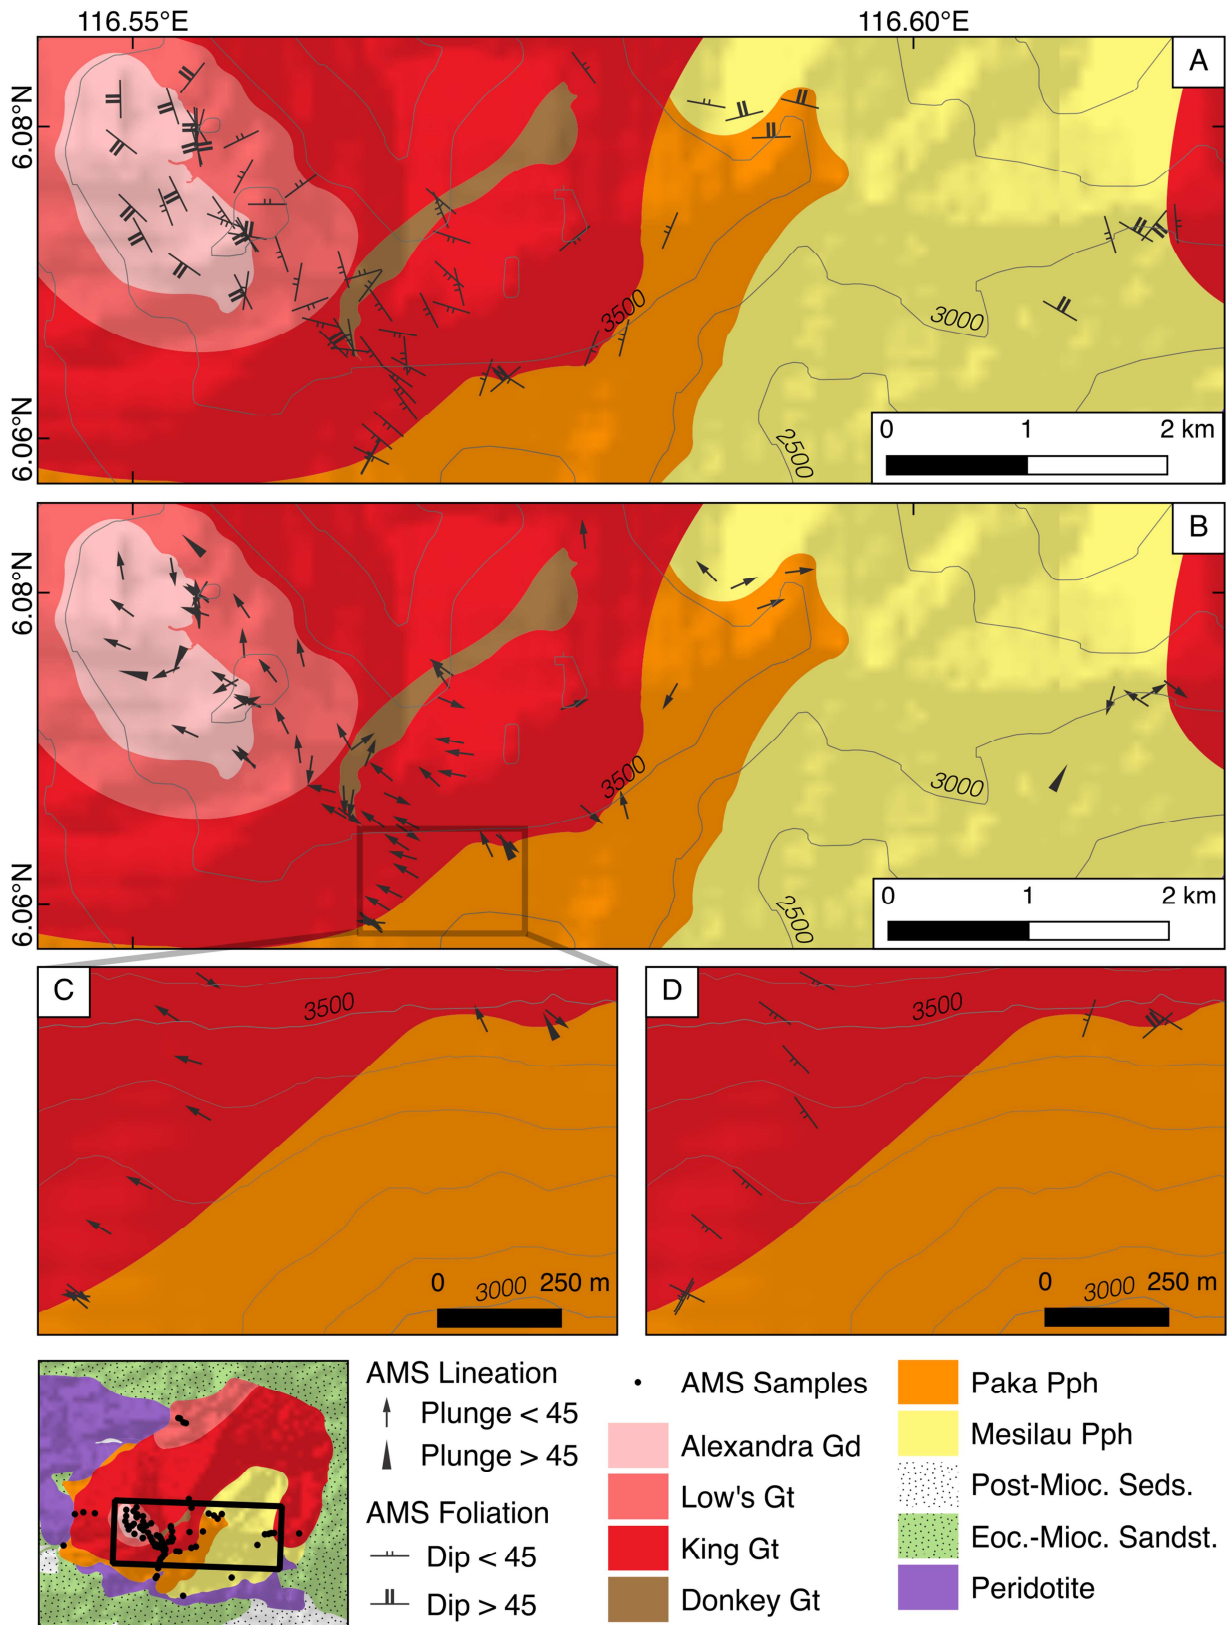 116.55°E
116.60°E
A
6.08°N
6.06°N
3500
3000
2500
0 1 2 km
B
6.08°N
6.06°N
3500
3000
2500
0 1 2 km
C
3500
0 3000 250 m
D
3500
0 3000 250 m
AMS Lineation
Plunge < 45
Plunge > 45
AMS Foliation
Dip < 45
Dip > 45
AMS Samples
Alexandra Gd
Low's Gt
King Gt
Donkey Gt
Paka Pph
Mesilau Pph
Post-Mioc. Seds.
Eoc.-Mioc. Sandst.
Peridotite